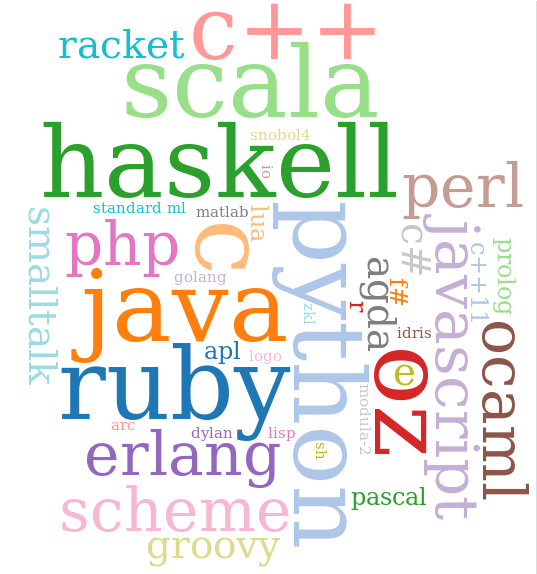 c++
racket
scala
haskell
snobol4
io
perl
standard ml
matlab
lua
smalltalk
php
c
python
c#
javascript
c++11
prolog
golang
java
agda
f#
r
zkl
idris
ocaml
ruby
apl
logo
oz
e
modula-2
arc
dylan
lisp
erlang
sh
pascal
scheme
groovy